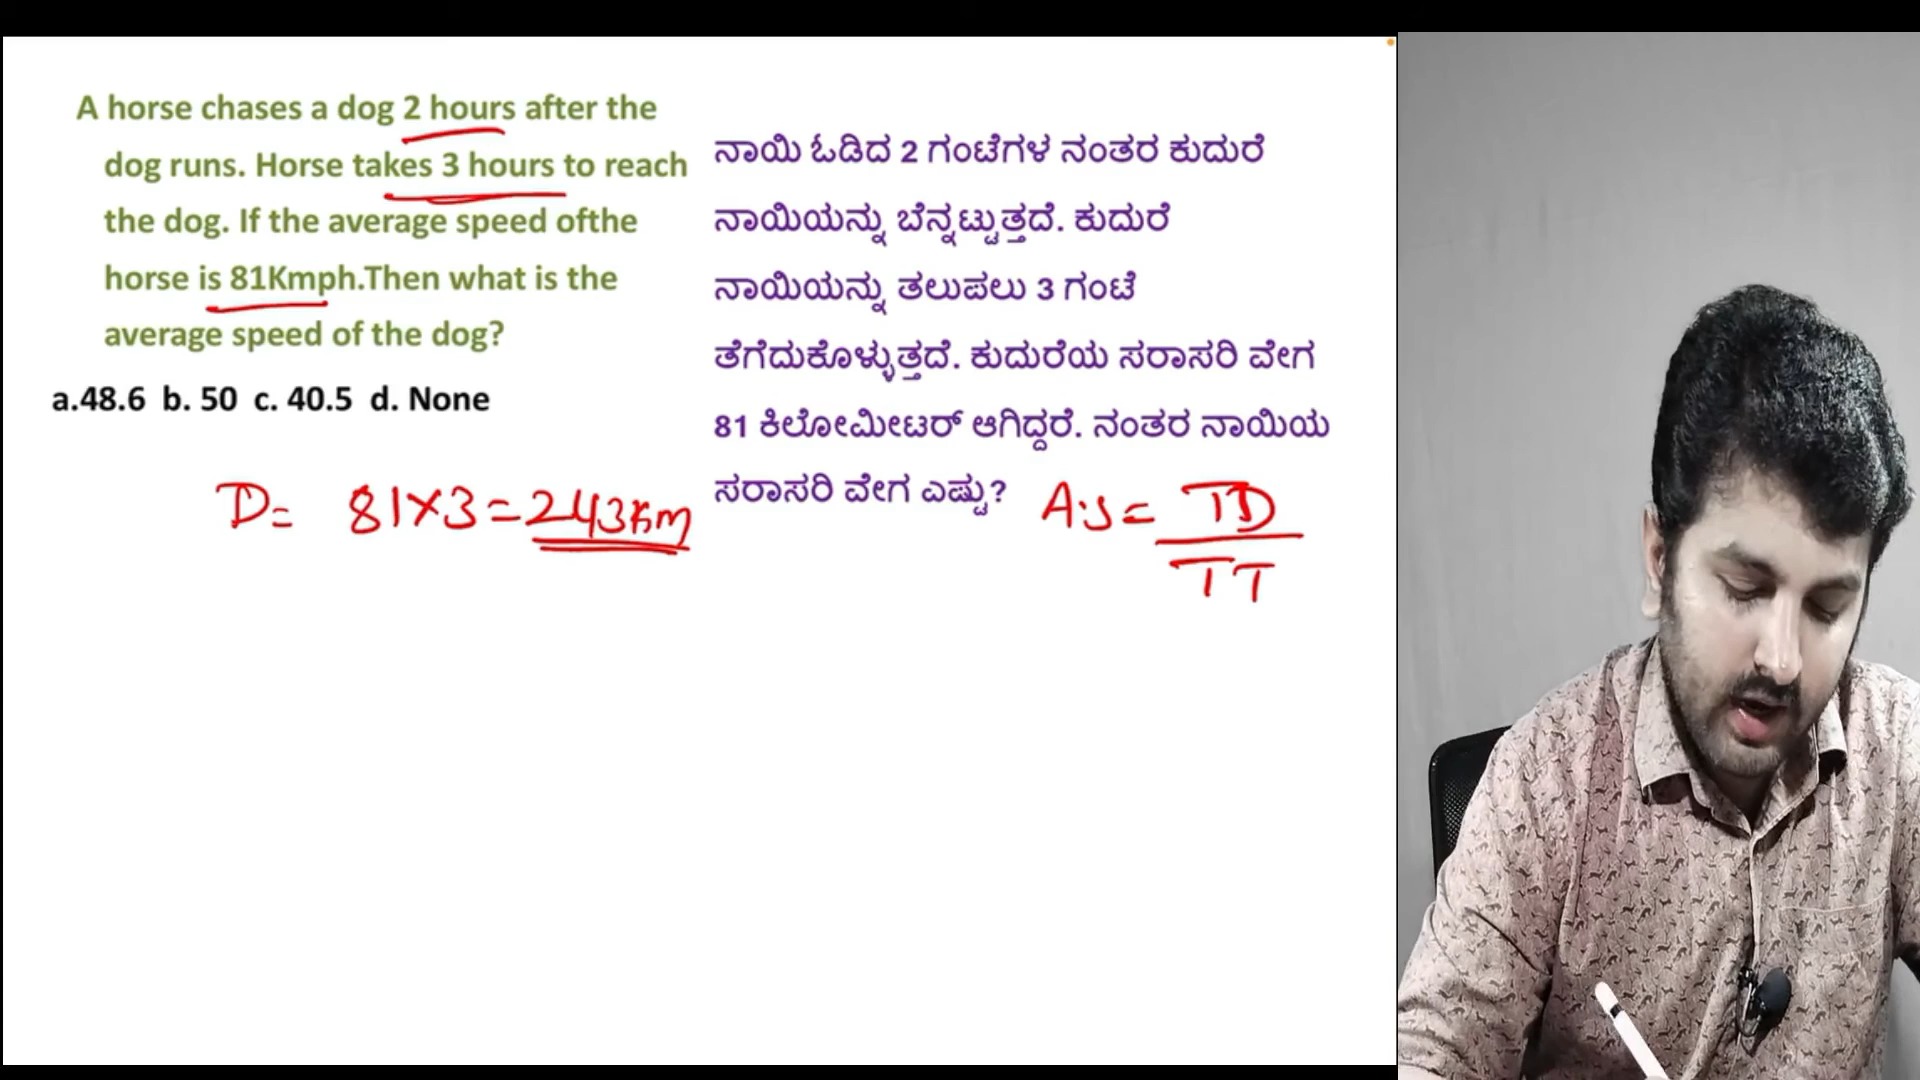 A horse chases a dog 2 hours after the
dog runs. Horse takes 3 hours to reach
the dog. If the average speed ofthe
horse is 81Kmph.Then what is the
average speed of the dog?
a.48.6 b. 50 c. 40.5 d. None
ನಾಯಿ ಓಡಿದ 2 ಗಂಟೆಗಳ ನಂತರ ಕುದುರೆ
ನಾಯಿಯನ್ನು ಬೆನ್ನಟ್ಟುತ್ತದೆ. ಕುದುರೆ
ನಾಯಿಯನ್ನು ತಲುಪಲು 3 ಗಂಟೆ
ತೆಗೆದುಕೊಳ್ಳುತ್ತದೆ. ಕುದುರೆಯ ಸರಾಸರಿ ವೇಗ
81 ಕಿಲೋಮೀಟರ್ ಆಗಿದ್ದರೆ. ನಂತರ ನಾಯಿಯ
ಸರಾಸರಿ ವೇಗ ಎಷ್ಟು?
D= 81×3=243Km
A.S= TD
TT